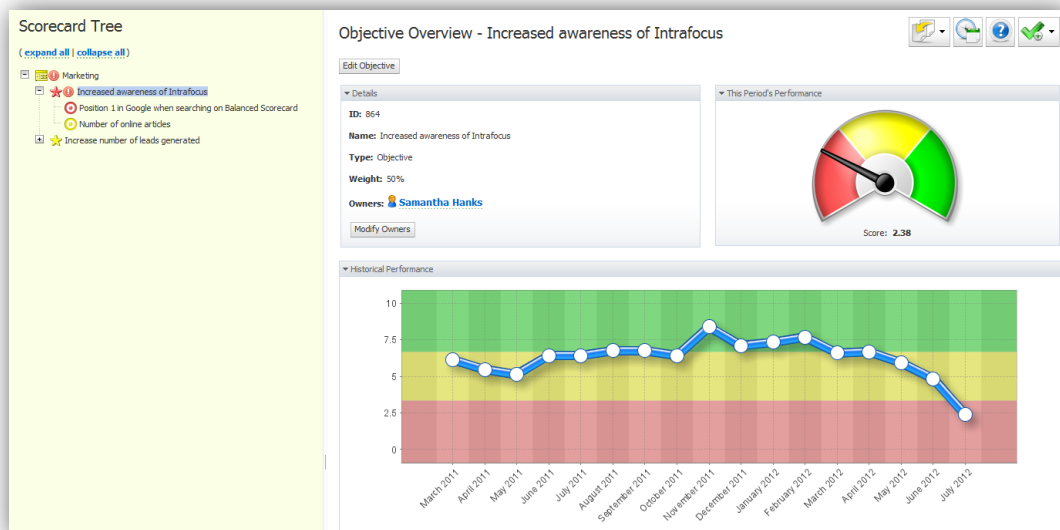 Scorecard Tree
( expand all | collapse all )
Marketing
Increased awareness of Intrafocus
Position 1 in Google when searching on Balanced Scorecard
Number of online articles
Increase number of leads generated
Objective Overview - Increased awareness of Intrafocus
Edit Objective
Details
ID: 864
Name: Increased awareness of Intrafocus
Type: Objective
Weight: 50%
Owners: Samantha Hanks
Modify Owners
This Period's Performance
Score: 2.38
Historical Performance
10
7.5
5
2.5
0
March 2011
April 2011
May 2011
June 2011
July 2011
August 2011
September 2011
October 2011
November 2011
December 2011
January 2012
February 2012
March 2012
April 2012
May 2012
June 2012
July 2012